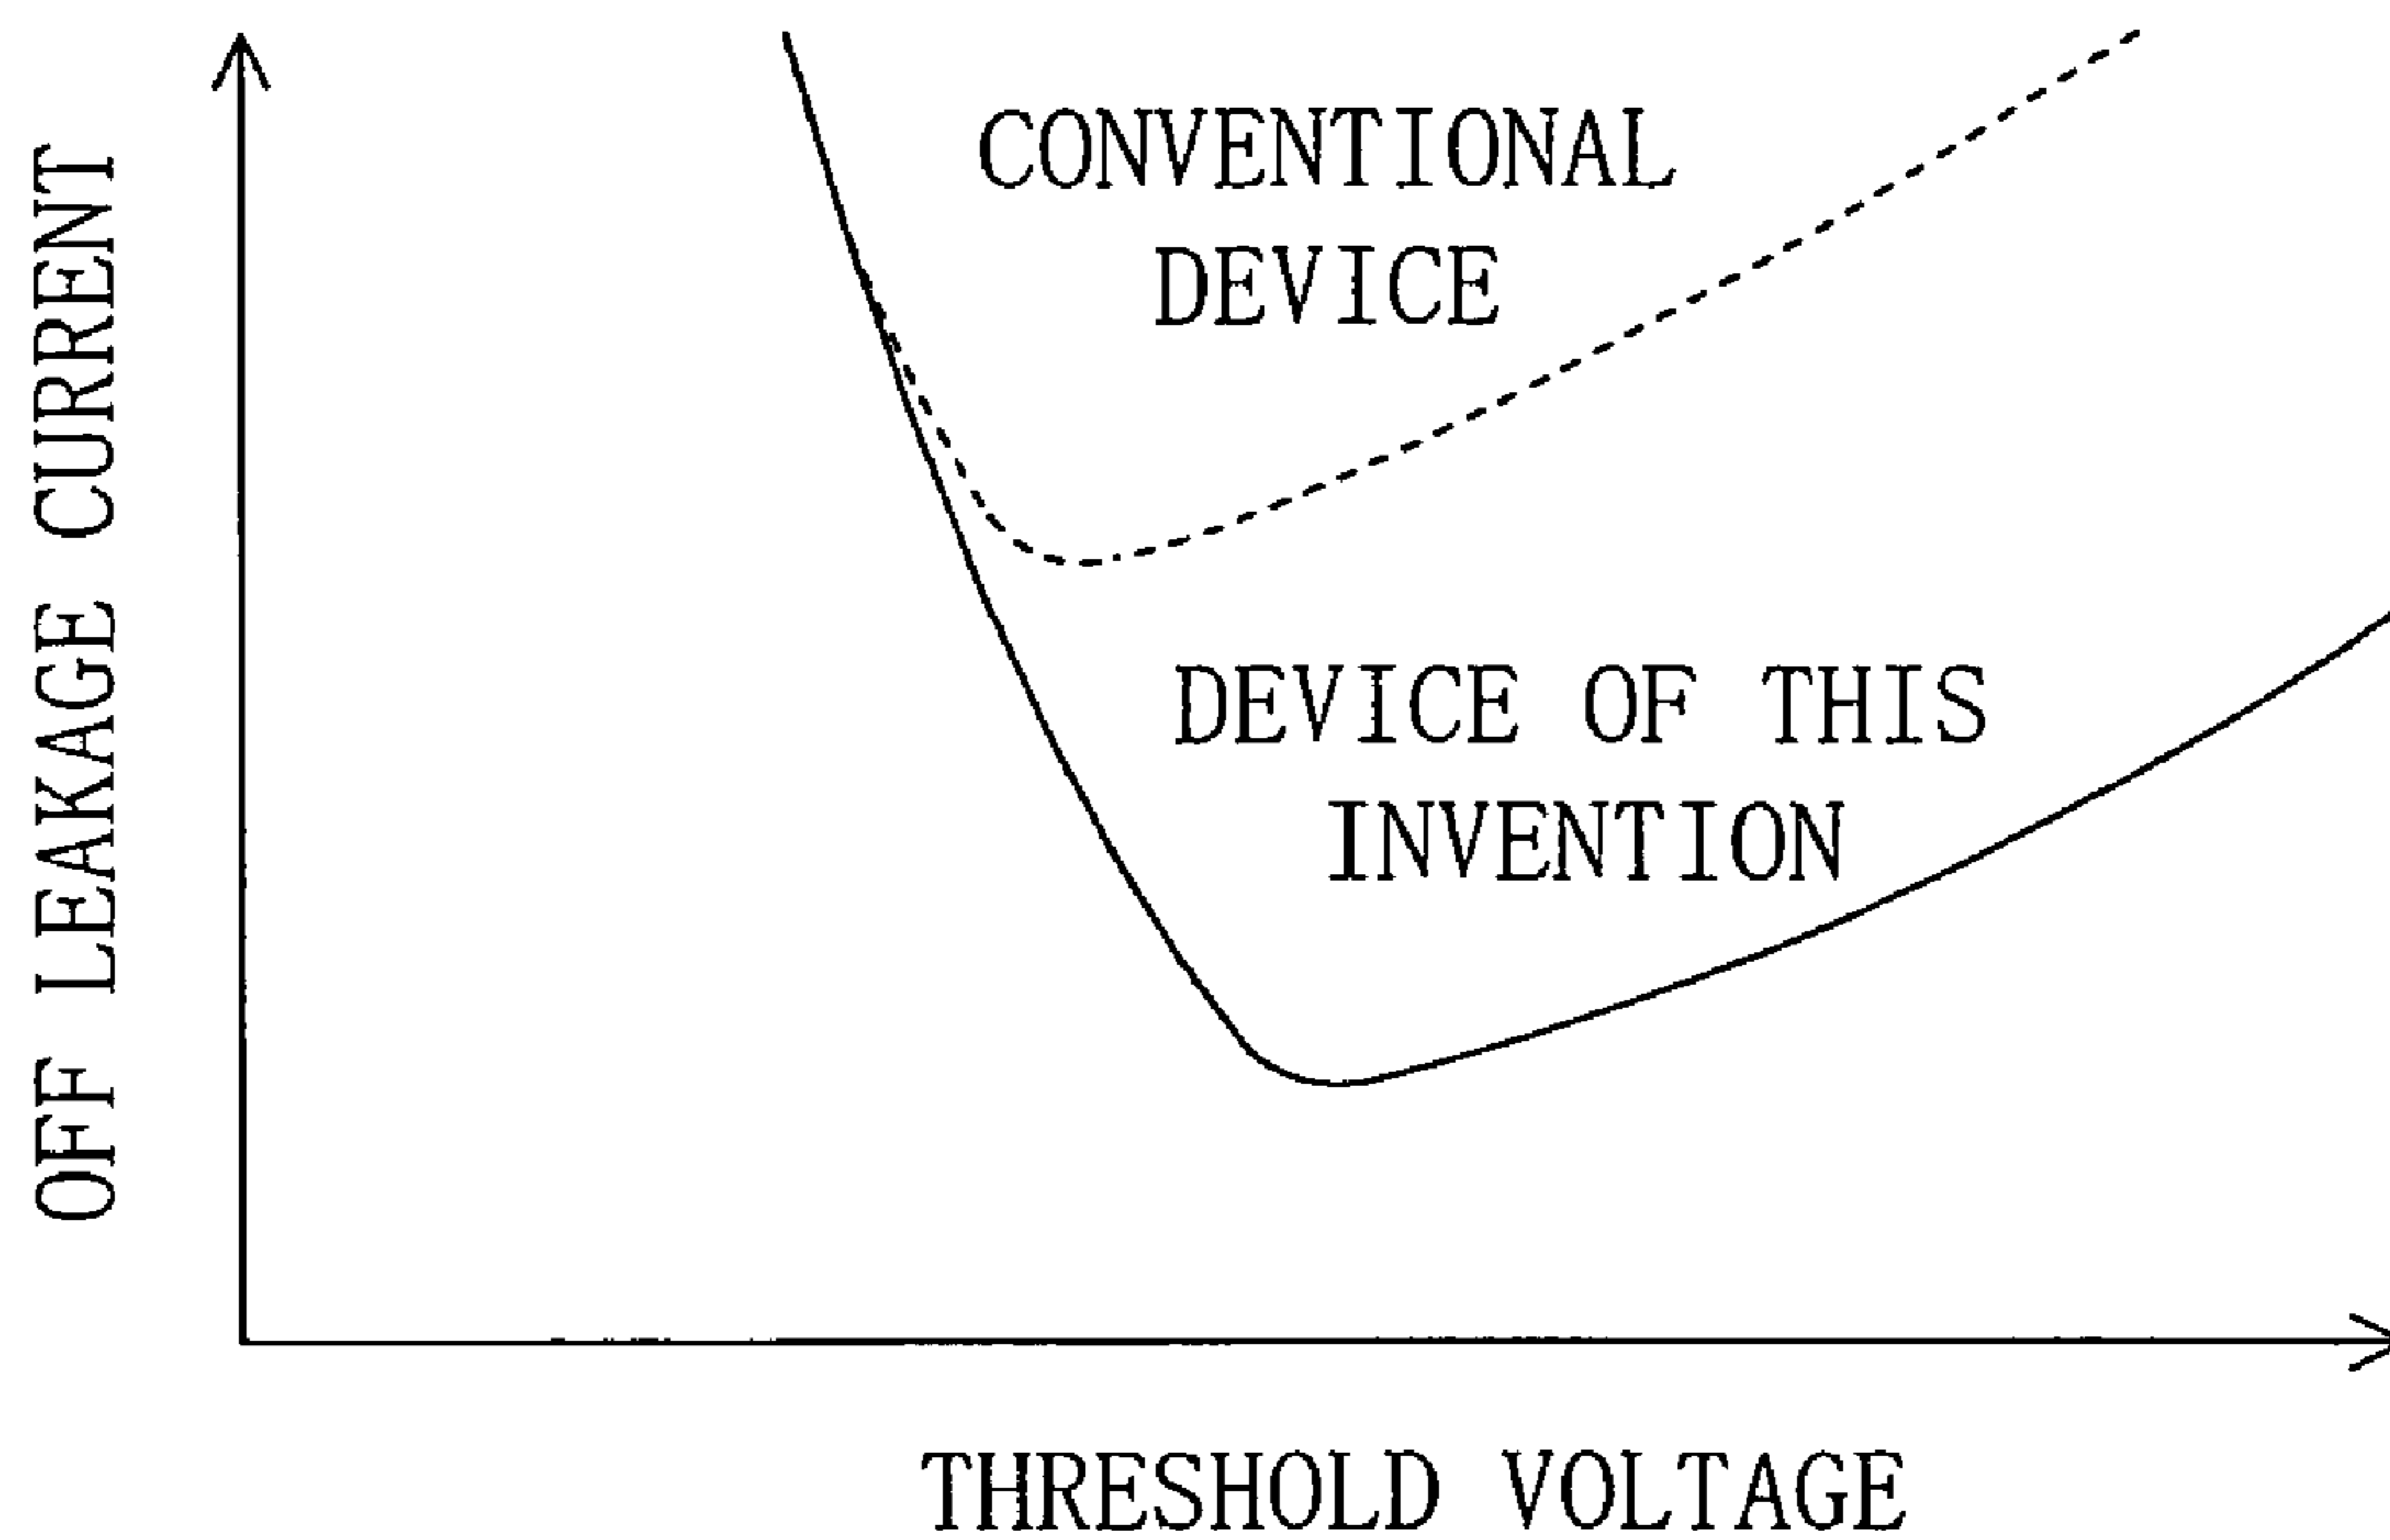 OFF LEAKAGE CURRENT
CONVENTIONAL
DEVICE
DEVICE OF THIS
INVENTION
THRESHOLD VOLTAGE